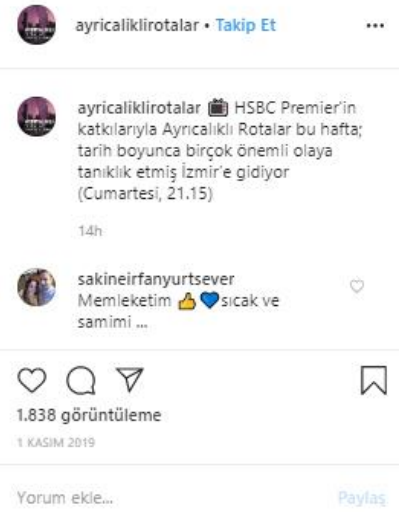 ayricaliklirotalar • Takip Et
ayricaliklirotalar 📺 HSBC Premier'in
katkılarıyla Ayrıcalıklı Rotalar bu hafta;
tarih boyunca birçok önemli olaya
tanıklık etmiş İzmir'e gidiyor
(Cumartesi, 21.15)
14h
sakineirfanyurtsever
Memleketim 👍💙sıcak ve
samimi ...
1.838 görüntüleme
1 KASIM 2019
Yorum ekle...
Paylaş